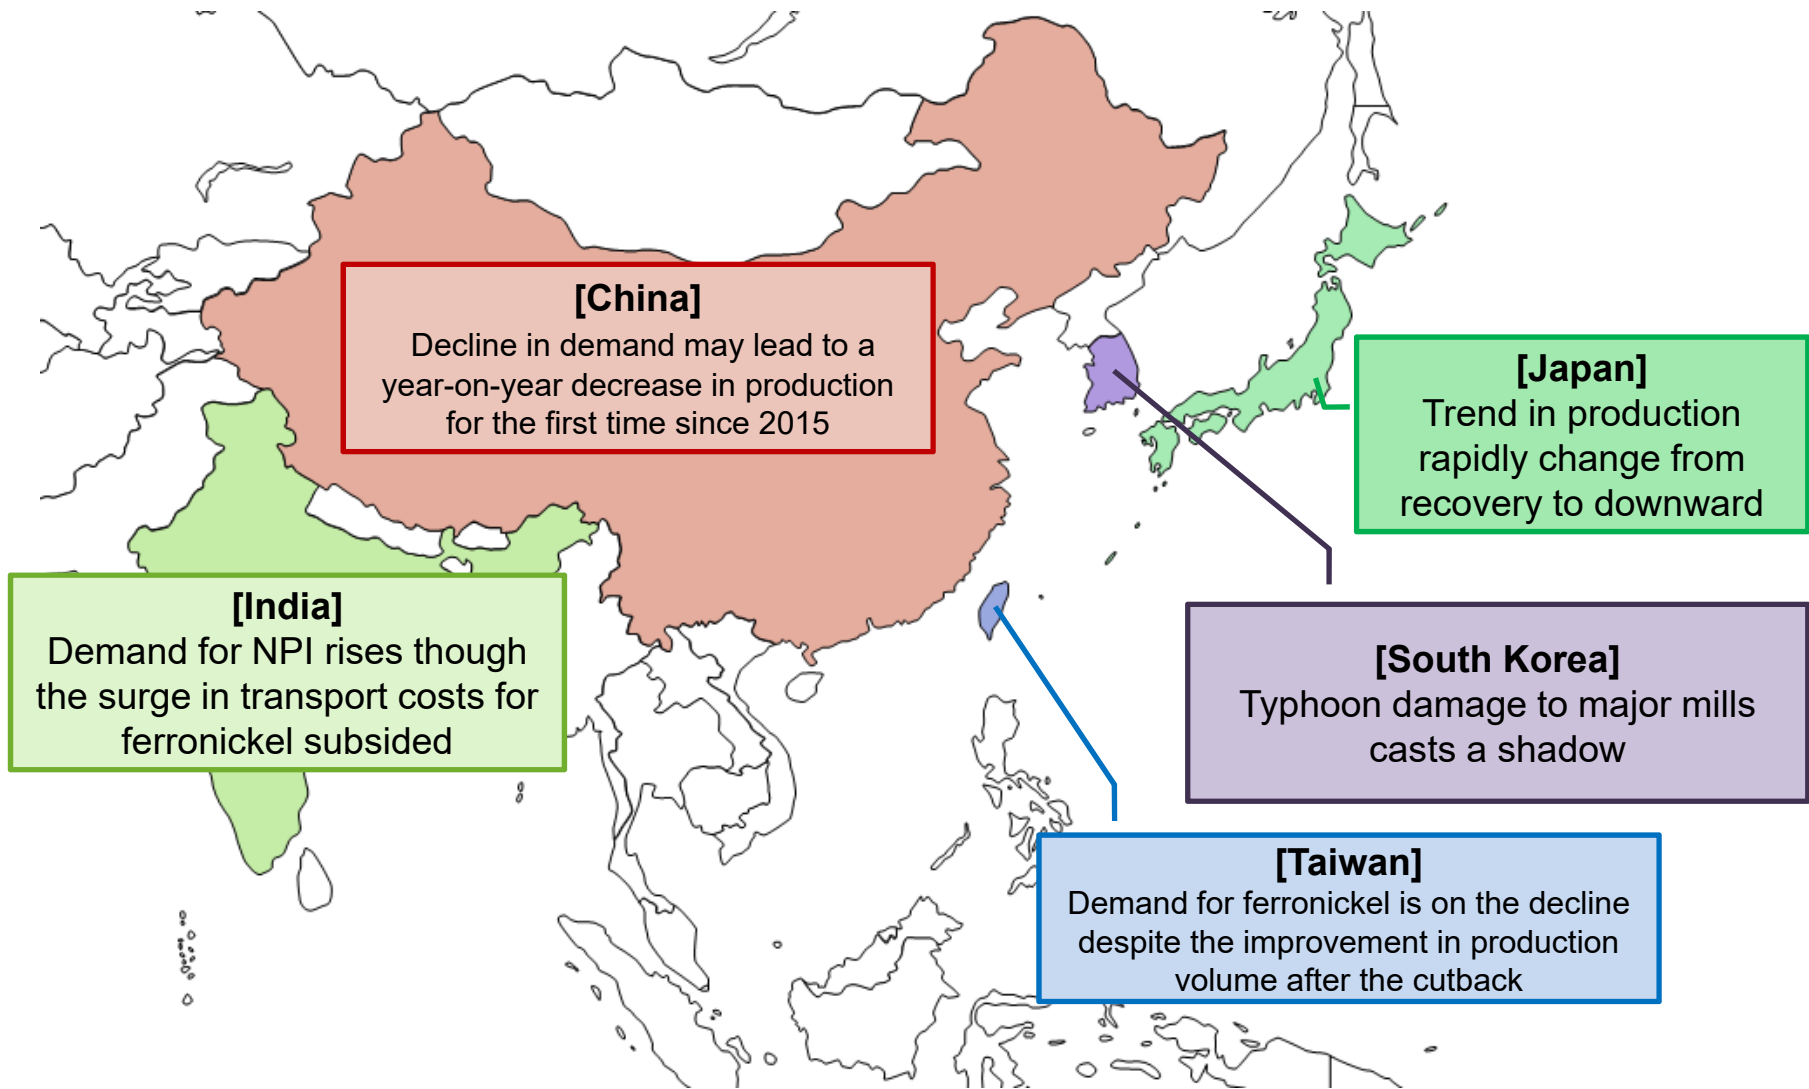 [China]
Decline in demand may lead to a
year-on-year decrease in production
for the first time since 2015
[Japan]
Trend in production
rapidly change from
recovery to downward
[India]
Demand for NPI rises though
the surge in transport costs for
ferronickel subsided
[South Korea]
Typhoon damage to major mills
casts a shadow
[Taiwan]
Demand for ferronickel is on the decline
despite the improvement in production
volume after the cutback